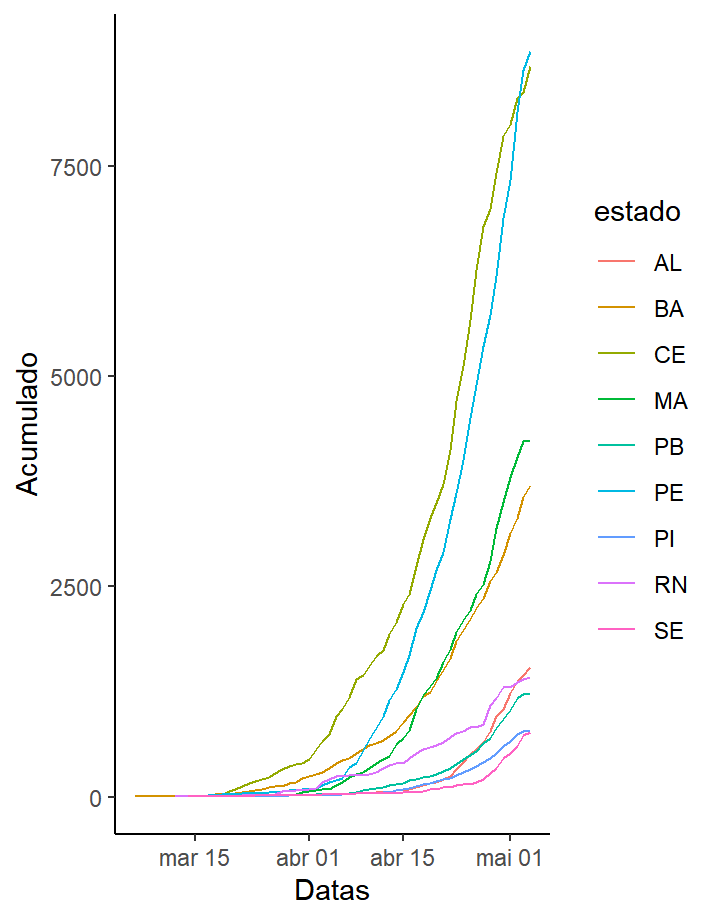 Acumulado
7500
5000
2500
0
mar 15
abr 01
abr 15
mai 01
Datas
estado
AL
BA
CE
MA
PB
PE
PI
RN
SE